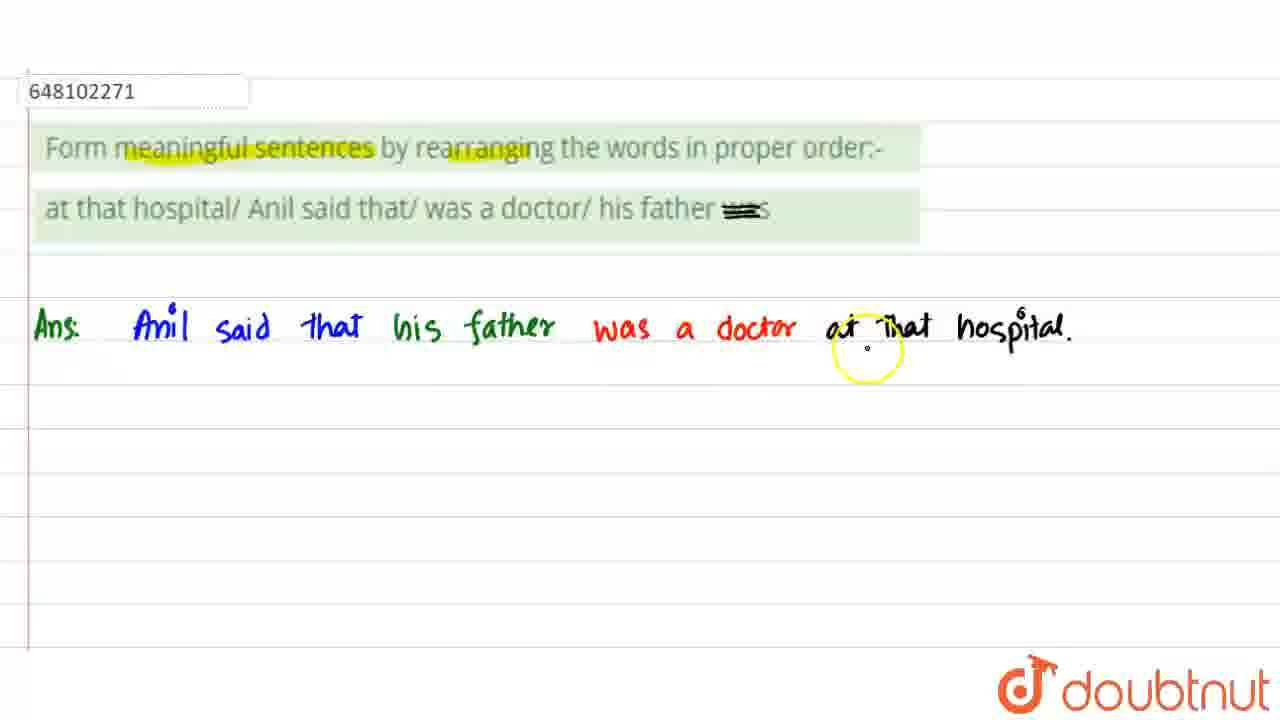 648102271
Form meaningful sentences by rearranging the words in proper order:-
at that hospital/ Anil said that/ was a doctor/ his father was
Ans: Anil said that his father was a doctor at that hospital.
doubtnut